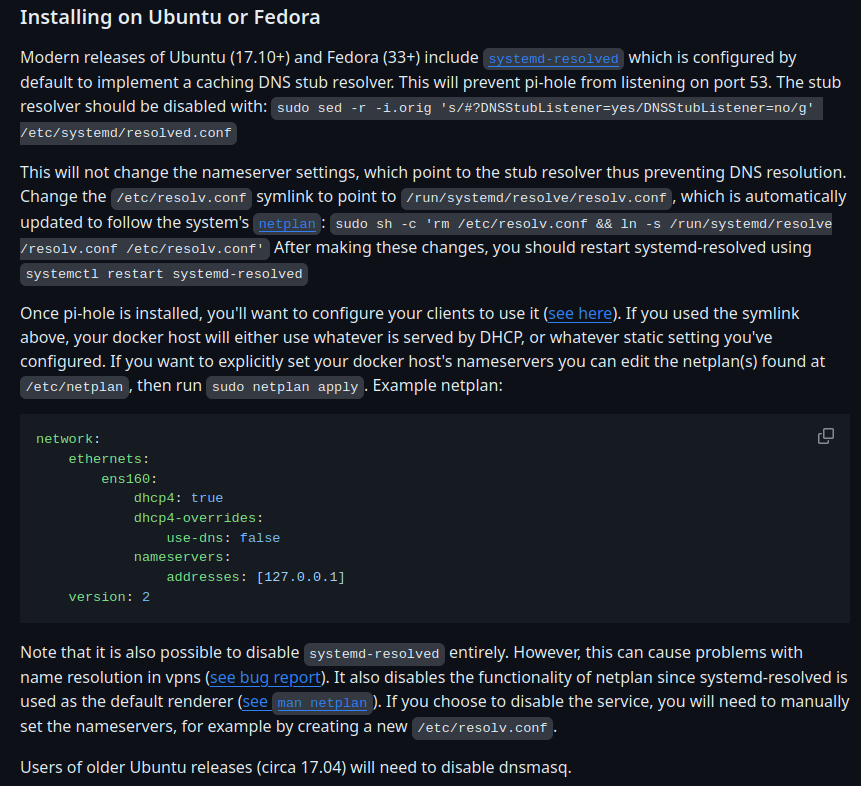 Installing on Ubuntu or Fedora
Modern releases of Ubuntu (17.10+) and Fedora (33+) include systemd-resolved which is configured by
default to implement a caching DNS stub resolver. This will prevent pi-hole from listening on port 53. The stub
resolver should be disabled with: sudo sed -r -i.orig 's/#?DNSStubListener=yes/DNSStubListener=no/g'
/etc/systemd/resolved.conf
This will not change the nameserver settings, which point to the stub resolver thus preventing DNS resolution.
Change the /etc/resolv.conf symlink to point to /run/systemd/resolve/resolv.conf, which is automatically
updated to follow the system's netplan: sudo sh -c 'rm /etc/resolv.conf && ln -s /run/systemd/resolve
/resolv.conf /etc/resolv.conf' After making these changes, you should restart systemd-resolved using
systemctl restart systemd-resolved
Once pi-hole is installed, you'll want to configure your clients to use it (see here). If you used the symlink
above, your docker host will either use whatever is served by DHCP, or whatever static setting you've
configured. If you want to explicitly set your docker host's nameservers you can edit the netplan(s) found at
/etc/netplan, then run sudo netplan apply. Example netplan:
network:
    ethernets:
        ens160:
            dhcp4: true
            dhcp4-overrides:
                use-dns: false
            nameservers:
                addresses: [127.0.0.1]
    version: 2
Note that it is also possible to disable systemd-resolved entirely. However, this can cause problems with
name resolution in vpns (see bug report). It also disables the functionality of netplan since systemd-resolved is
used as the default renderer (see man netplan). If you choose to disable the service, you will need to manually
set the nameservers, for example by creating a new /etc/resolv.conf.
Users of older Ubuntu releases (circa 17.04) will need to disable dnsmasq.